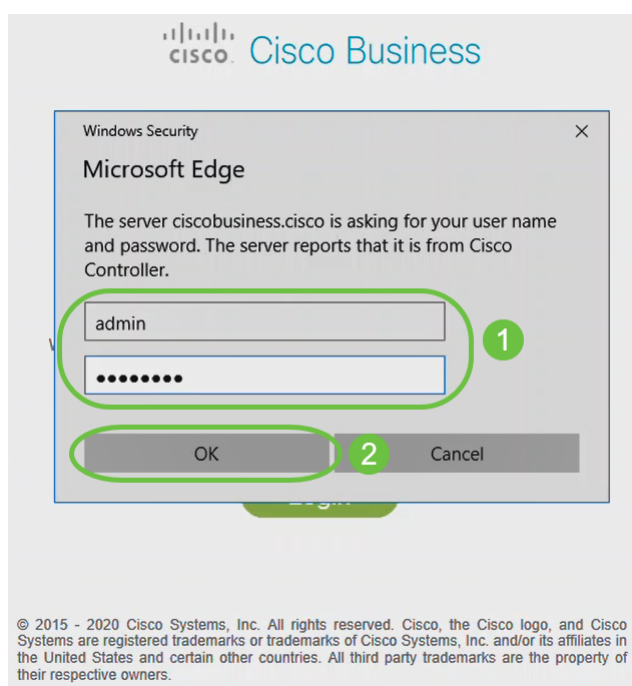 cisco. Cisco Business
Windows Security
Microsoft Edge
The server ciscobusiness.cisco is asking for your user name
and password. The server reports that it is from Cisco
Controller.
admin
1
OK
2
Cancel
Login
© 2015 - 2020 Cisco Systems, Inc. All rights reserved. Cisco, the Cisco logo, and Cisco
Systems are registered trademarks or trademarks of Cisco Systems, Inc. and/or its affiliates in
the United States and certain other countries. All third party trademarks are the property of
their respective owners.